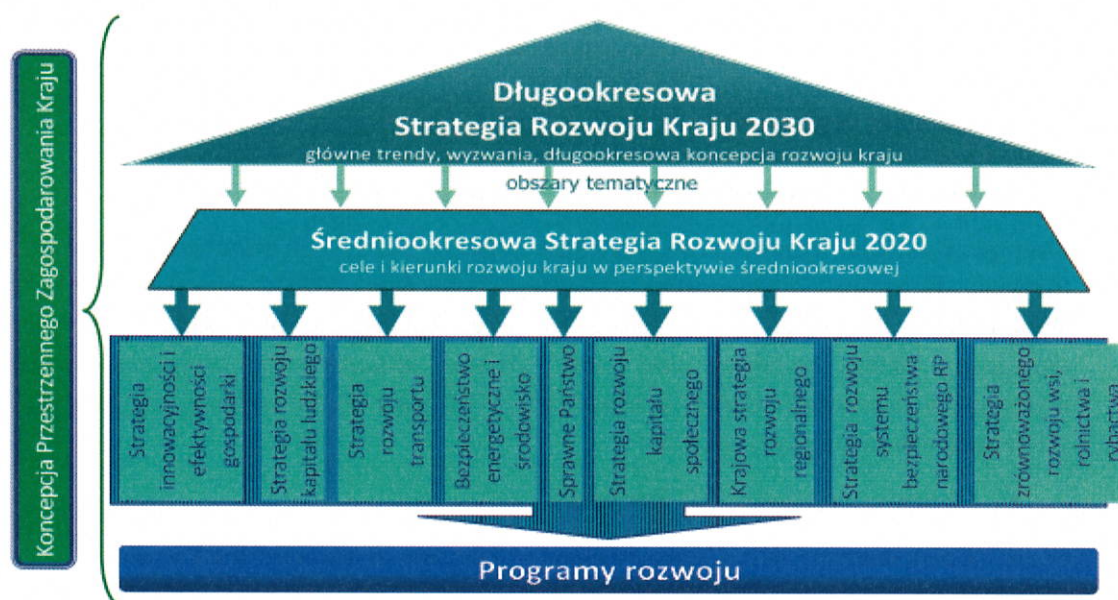 Koncepcja Przestrzennego Zagospodarowania Kraju
Długookresowa
Strategia Rozwoju Kraju 2030
główne trendy, wyzwania, długookresowa koncepcja rozwoju kraju
obszary tematyczne
Średniookresowa Strategia Rozwoju Kraju 2020
cele i kierunki rozwoju kraju w perspektywie średniookresowej
Strategia
innowacyjności i
efektywności
gospodarki
Strategia rozwoju
kapitału ludzkiego
Strategia
rozwoju
transportu
Bezpieczeństwo
energetyczne i
środowisko
Sprawne Państwo
Strategia rozwoju
kapitału
społecznego
Krajowa strategia
rozwoju
regionalnego
Strategia rozwoju
systemu
bezpieczeństwa
narodowego RP
Strategia
zrównoważonego
rozwoju wsi,
rolnictwa i
Programy rozwoju